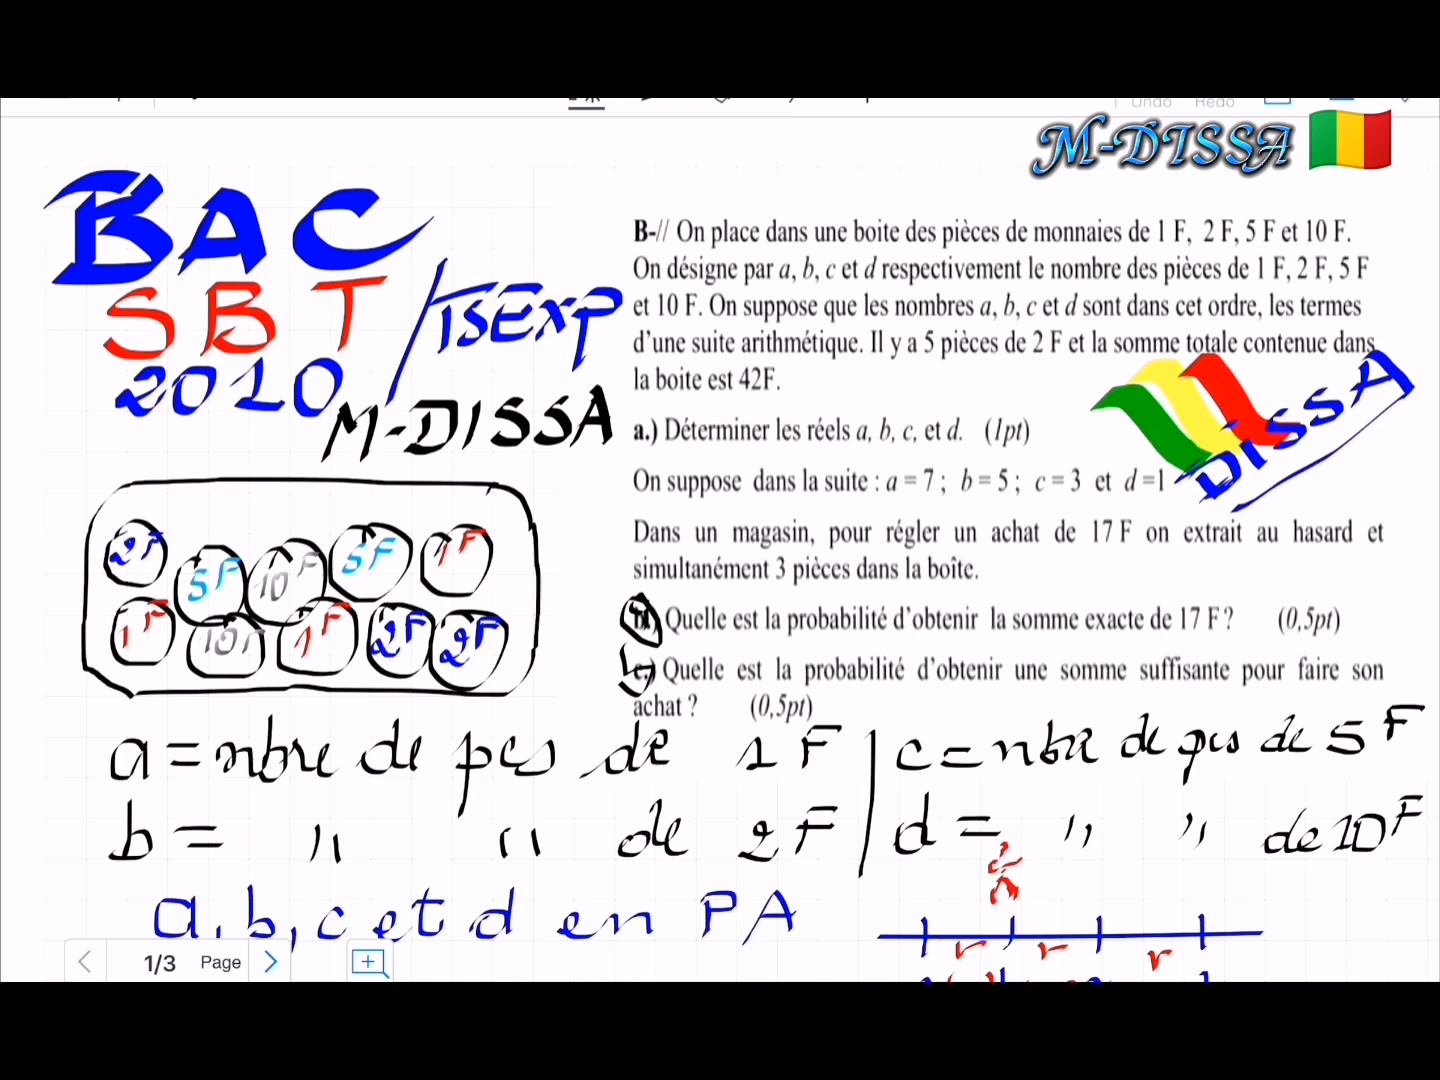 Undo Redo
M-DISSA
BAC
SBT /TSEXP
2010
M-DISSA
B-// On place dans une boite des pièces de monnaies de 1 F, 2 F, 5 F et 10 F.
On désigne par a, b, c et d respectivement le nombre des pièces de 1 F, 2 F, 5 F
et 10 F. On suppose que les nombres a, b, c et d sont dans cet ordre, les termes
d'une suite arithmétique. Il y a 5 pièces de 2 F et la somme totale contenue dans
la boite est 42F.
DISSA
a.) Déterminer les réels a, b, c, et d. (1pt)
On suppose dans la suite : a = 7 ; b = 5 ; c = 3 et d =1
Dans un magasin, pour régler un achat de 17 F on extrait au hasard et
simultanément 3 pièces dans la boîte.
b.) Quelle est la probabilité d'obtenir la somme exacte de 17 F ? (0,5pt)
c.) Quelle est la probabilité d'obtenir une somme suffisante pour faire son
achat ? (0,5pt)
2F 5F 10F 5F 1F
1F 10F 1F 2F 2F
a = nbre de pcs de 1F
b = " " de 2F
c = nbre de pcs de 5F
d = " " de 10F
a, b, c et d en PA
r r r
1/3 Page